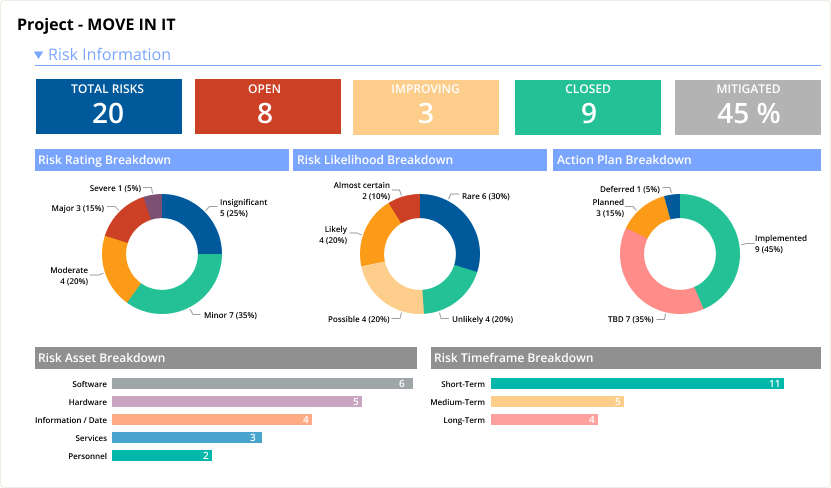 Project - MOVE IN IT
Risk Information
TOTAL RISKS
20
OPEN
8
IMPROVING
3
CLOSED
9
MITIGATED
45 %
Risk Rating Breakdown
Severe 1 (5%)
Insignificant
5 (25%)
Major 3 (15%)
Moderate
4 (20%)
Minor 7 (35%)
Risk Likelihood Breakdown
Almost certain
2 (10%)
Rare 6 (30%)
Likely
4 (20%)
Possible 4 (20%)
Unlikely 4 (20%)
Action Plan Breakdown
Deferred 1 (5%)
Planned
3 (15%)
Implemented
9 (45%)
TBD 7 (35%)
Risk Asset Breakdown
Software 6
Hardware 5
Information / Date 4
Services 3
Personnel 2
Risk Timeframe Breakdown
Short-Term 11
Medium-Term 5
Long-Term 4